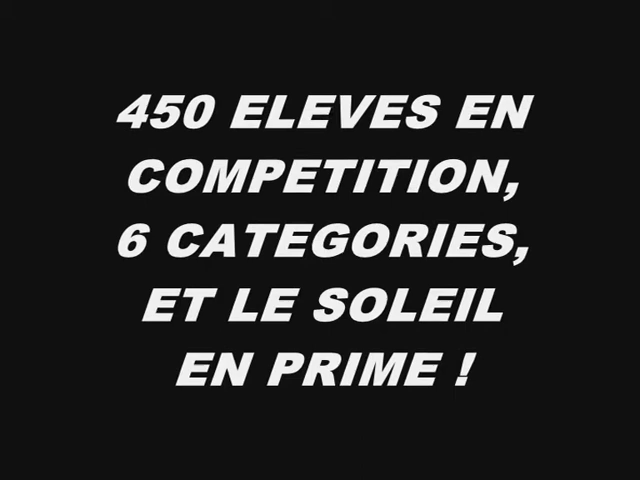 450 ELEVES EN
COMPETITION,
6 CATEGORIES,
ET LE SOLEIL
EN PRIME !